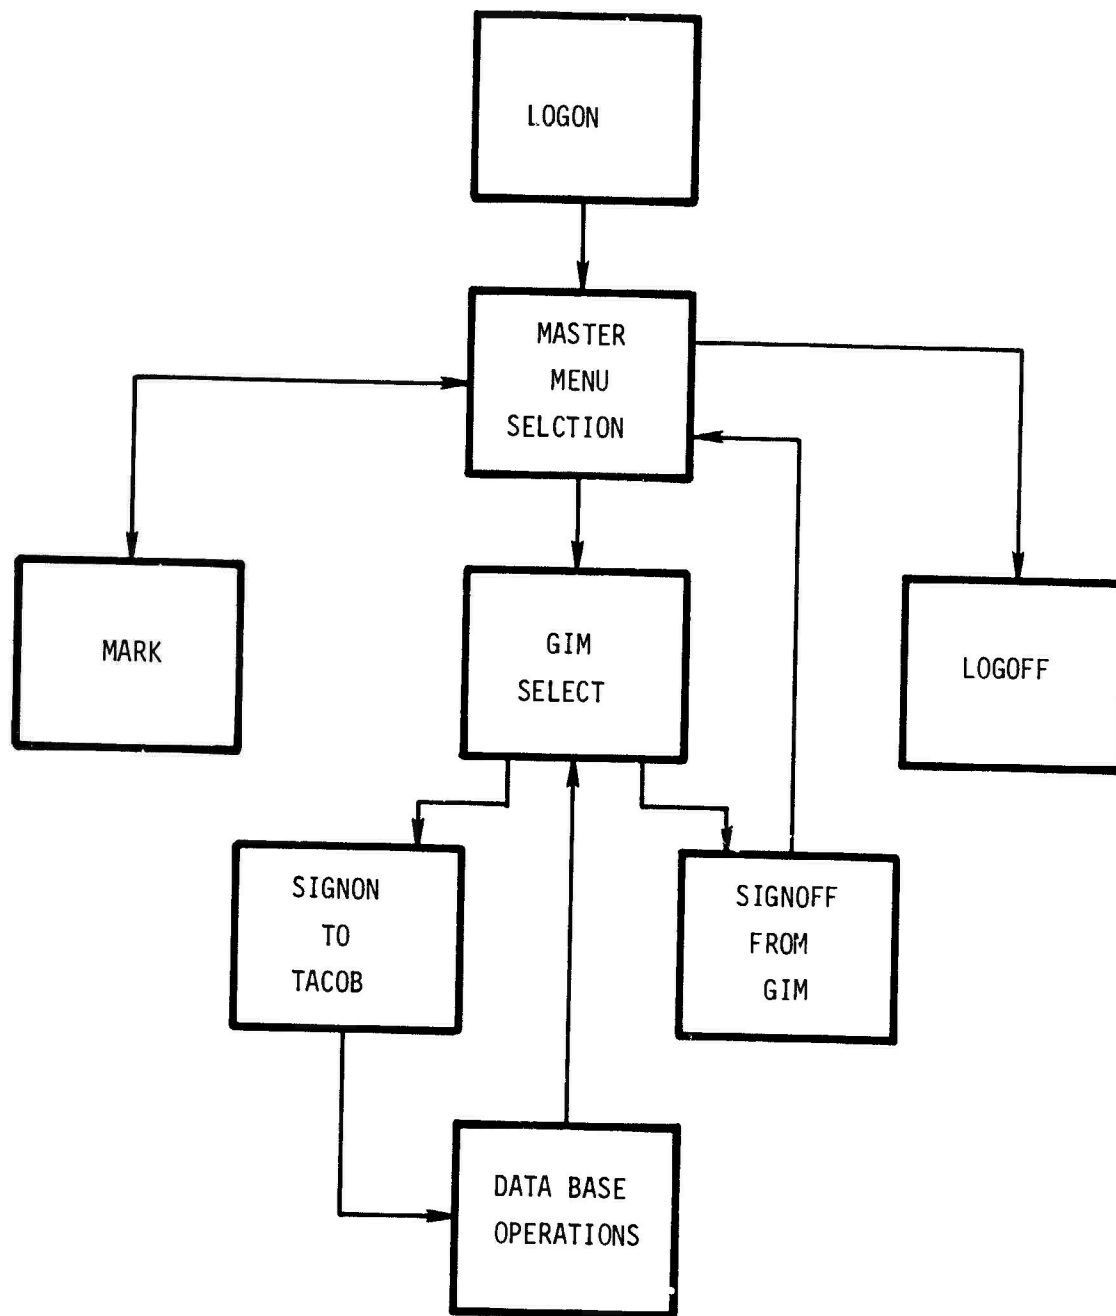 LOGON
MASTER
MENU
SELCTION
MARK
GIM
SELECT
LOGOFF
SIGNON
TO
TACOB
SIGNOFF
FROM
GIM
DATA BASE
OPERATIONS